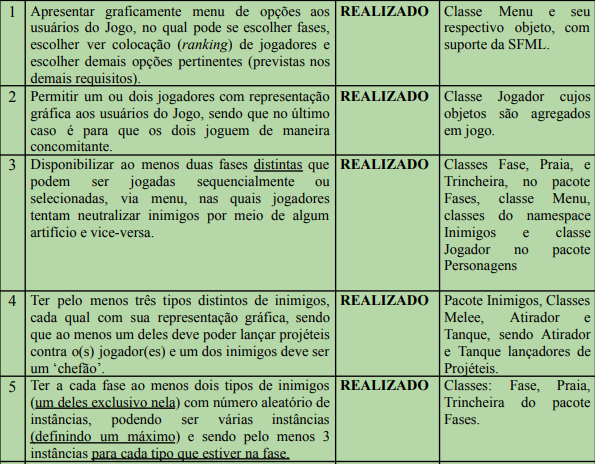 1 Apresentar graficamente menu de opções aos REALIZADO Classe Menu e seu
usuários do Jogo, no qual pode se escolher fases, respectivo objeto, com
escolher ver colocação (ranking) de jogadores e suporte da SFML.
escolher demais opções pertinentes (previstas nos
demais requisitos).
2 Permitir um ou dois jogadores com representação REALIZADO Classe Jogador cujos
gráfica aos usuários do Jogo, sendo que no último objetos são agregados
caso é para que os dois joguem de maneira em jogo.
concomitante.
3 Disponibilizar ao menos duas fases distintas que REALIZADO Classes Fase, Praia, e
podem ser jogadas sequencialmente ou Trincheira, no pacote
selecionadas, via menu, nas quais jogadores Fases, classe Menu,
tentam neutralizar inimigos por meio de algum classes do namespace
artifício e vice-versa. Inimigos e classe
Jogador no pacote
Personagens
4 Ter pelo menos três tipos distintos de inimigos, REALIZADO Pacote Inimigos, Classes
cada qual com sua representação gráfica, sendo Melee, Atirador e
que ao menos um deles deve poder lançar projéteis Tanque, sendo Atirador
contra o(s) jogador(es) e um dos inimigos deve ser e Tanque lançadores de
um ‘chefão’. Projéteis.
5 Ter a cada fase ao menos dois tipos de inimigos REALIZADO Classes: Fase, Praia,
(um deles exclusivo nela) com número aleatório de Trincheira do pacote
instâncias, podendo ser várias instâncias Fases.
(definindo um máximo) e sendo pelo menos 3
instâncias para cada tipo que estiver na fase.